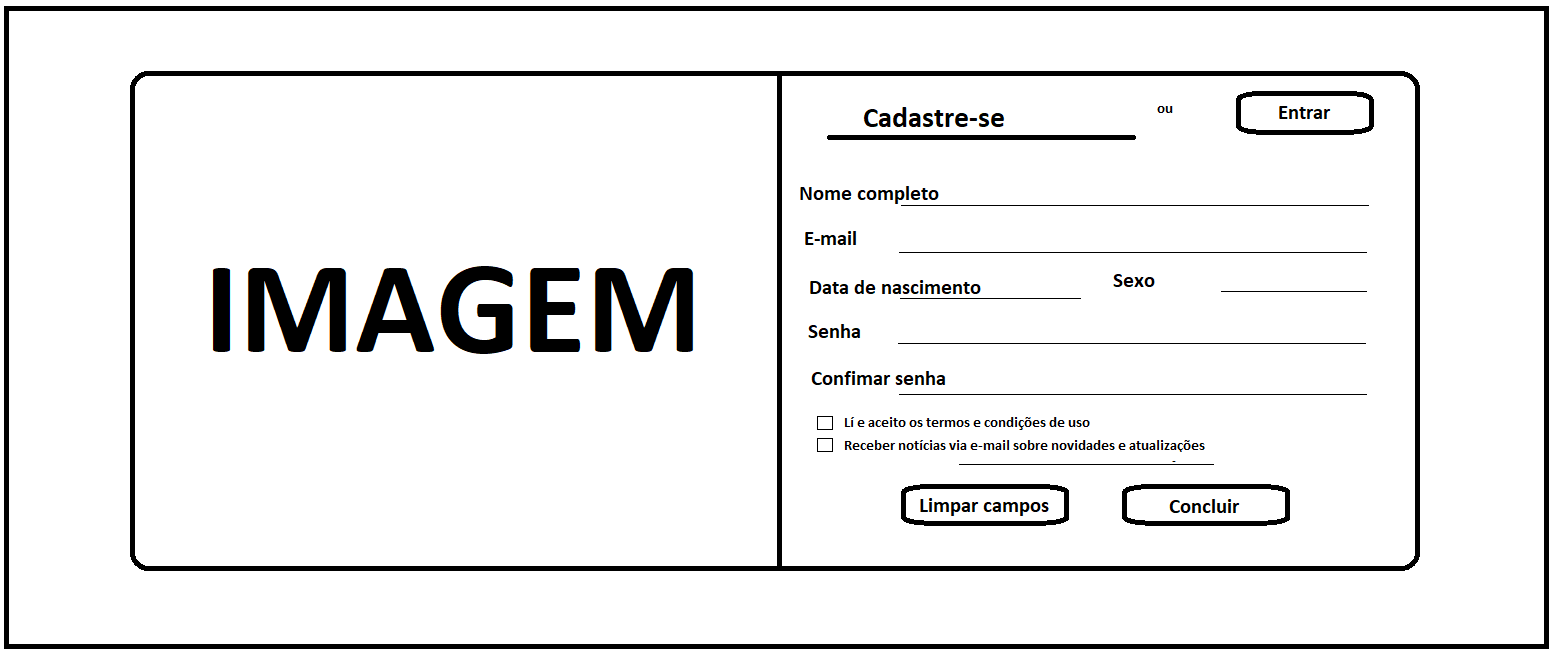 IMAGEM
Cadastre-se ou Entrar
Nome completo
E-mail
Data de nascimento Sexo
Senha
Confimar senha
Lí e aceito os termos e condições de uso
Receber notícias via e-mail sobre novidades e atualizações
Limpar campos Concluir